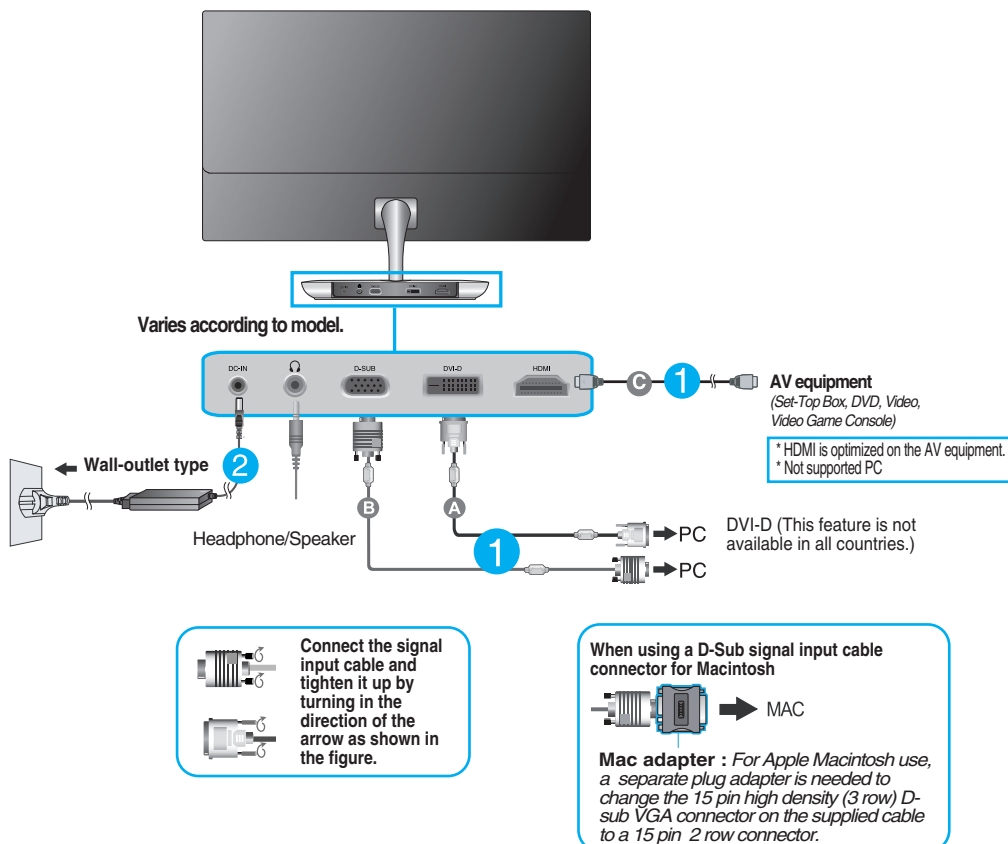 Varies according to model.
DC-IN
D-SUB
DVI-D
HDMI
C
1
AV equipment
(Set-Top Box, DVD, Video,
Video Game Console)
* HDMI is optimized on the AV equipment.
* Not supported PC
Wall-outlet type
2
B
A
Headphone/Speaker
1
PC
DVI-D (This feature is not
available in all countries.)
PC
Connect the signal
input cable and
tighten it up by
turning in the
direction of the
arrow as shown in
the figure.
When using a D-Sub signal input cable
connector for Macintosh
MAC
Mac adapter : For Apple Macintosh use,
a separate plug adapter is needed to
change the 15 pin high density (3 row) D-
sub VGA connector on the supplied cable
to a 15 pin 2 row connector.